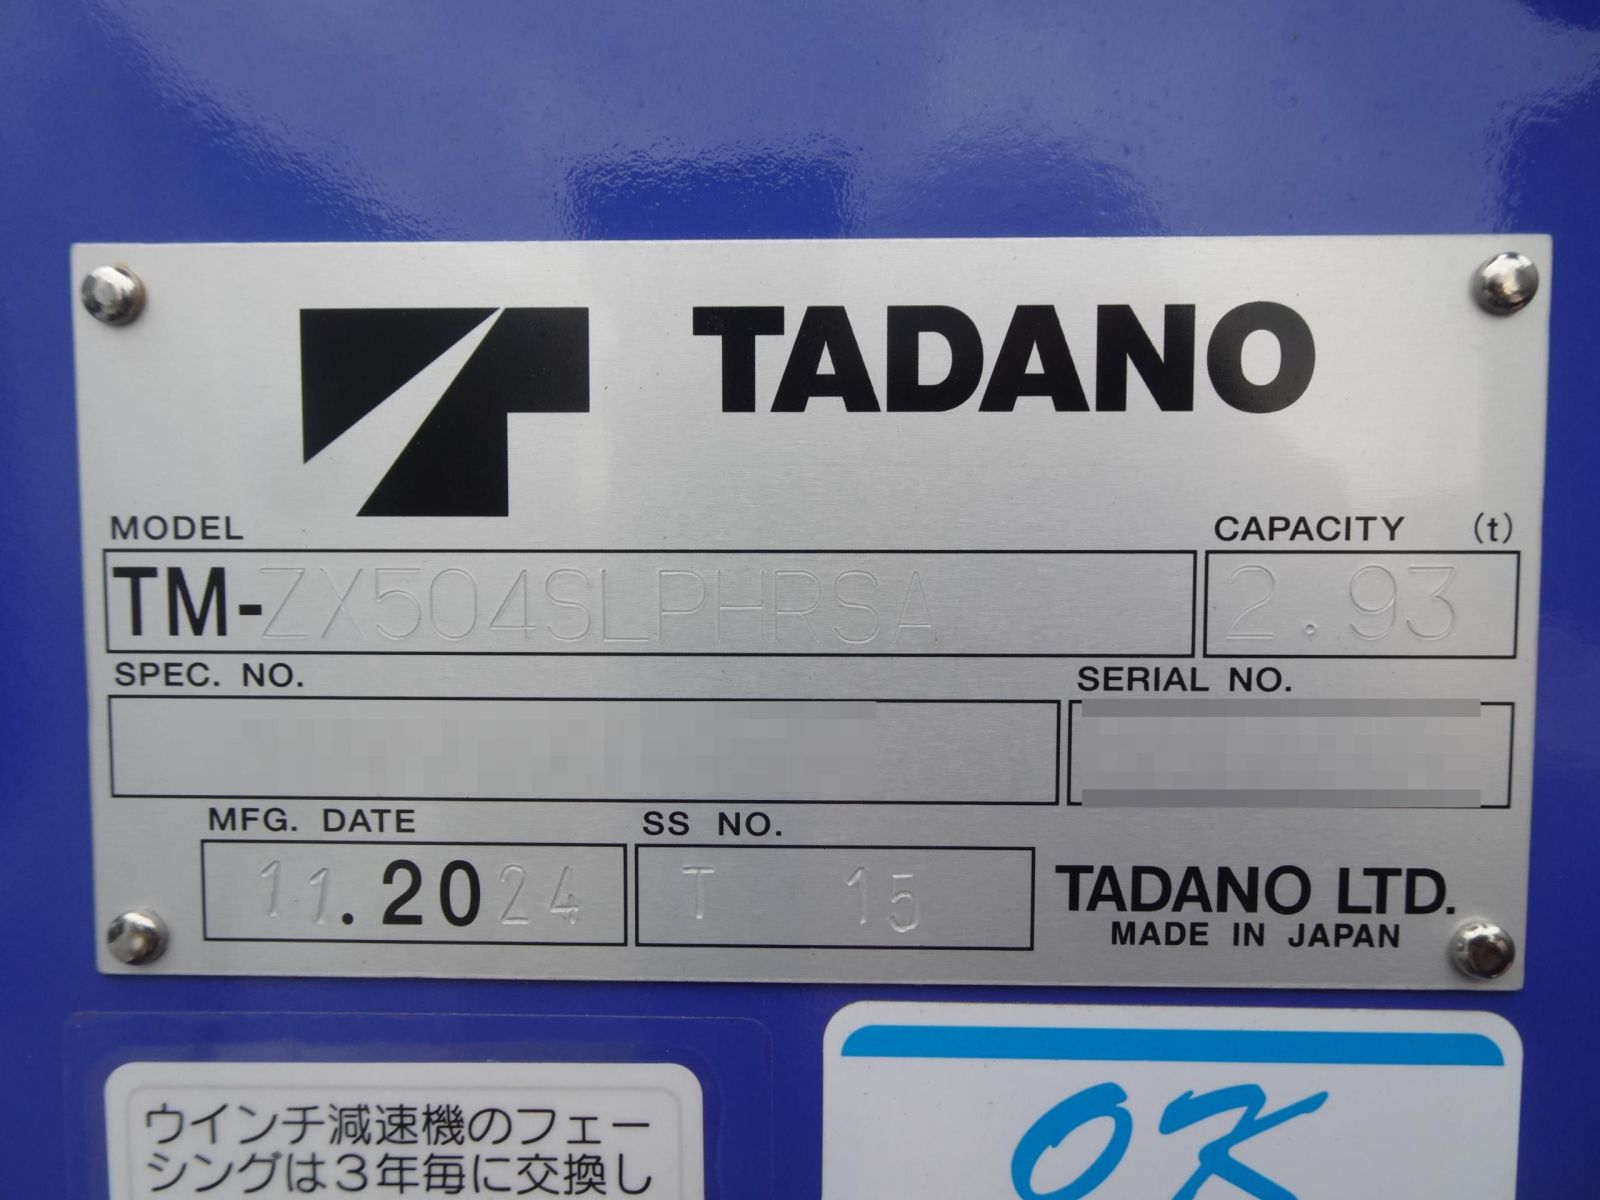 TADANO
MODEL
CAPACITY (t)
TM-ZX504SLPHRSA
2.93
SPEC. NO.
SERIAL NO.
MFG. DATE
SS NO.
11.2024
T 15
TADANO LTD.
MADE IN JAPAN
ウインチ減速機のフェー
シングは3年毎に交換し
OK